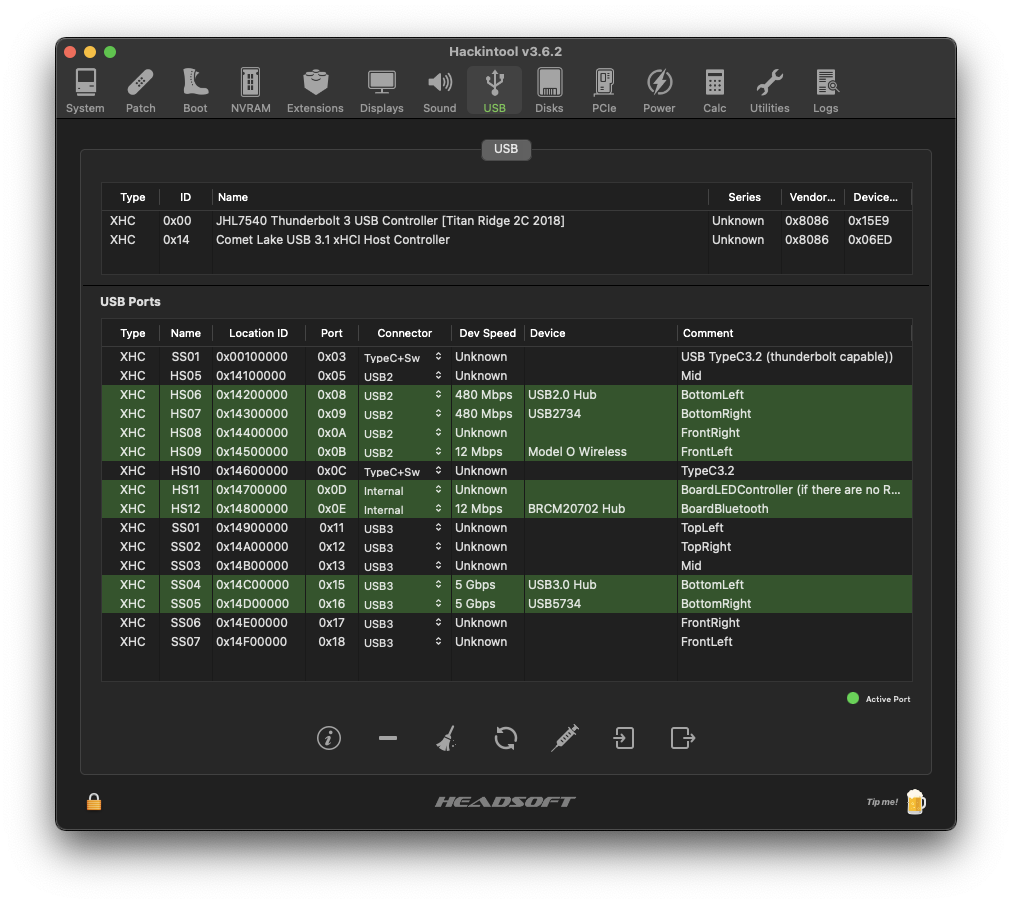 Hackintool v3.6.2
System Patch Boot NVRAM Extensions Displays Sound USB Disks PCIe Power Calc Utilities Logs
USB
Type ID Name Series Vendor... Device...
XHC 0x00 JHL7540 Thunderbolt 3 USB Controller [Titan Ridge 2C 2018] Unknown 0x8086 0x15E9
XHC 0x14 Comet Lake USB 3.1 xHCI Host Controller Unknown 0x8086 0x06ED
USB Ports
Type Name Location ID Port Connector Dev Speed Device Comment
XHC SS01 0x00100000 0x03 TypeC+Sw Unknown USB TypeC3.2 (thunderbolt capable))
XHC HS05 0x14100000 0x05 USB2 Unknown Mid
XHC HS06 0x14200000 0x08 USB2 480 Mbps USB2.0 Hub BottomLeft
XHC HS07 0x14300000 0x09 USB2 480 Mbps USB2734 BottomRight
XHC HS08 0x14400000 0x0A USB2 Unknown FrontRight
XHC HS09 0x14500000 0x0B USB2 12 Mbps Model O Wireless FrontLeft
XHC HS10 0x14600000 0x0C TypeC+Sw Unknown TypeC3.2
XHC HS11 0x14700000 0x0D Internal Unknown BoardLEDController (if there are no R...
XHC HS12 0x14800000 0x0E Internal 12 Mbps BRCM20702 Hub BoardBluetooth
XHC SS01 0x14900000 0x11 USB3 Unknown TopLeft
XHC SS02 0x14A00000 0x12 USB3 Unknown TopRight
XHC SS03 0x14B00000 0x13 USB3 Unknown Mid
XHC SS04 0x14C00000 0x15 USB3 5 Gbps USB3.0 Hub BottomLeft
XHC SS05 0x14D00000 0x16 USB3 5 Gbps USB5734 BottomRight
XHC SS06 0x14E00000 0x17 USB3 Unknown FrontRight
XHC SS07 0x14F00000 0x18 USB3 Unknown FrontLeft
Active Port
HEADSOFT
Tip me!